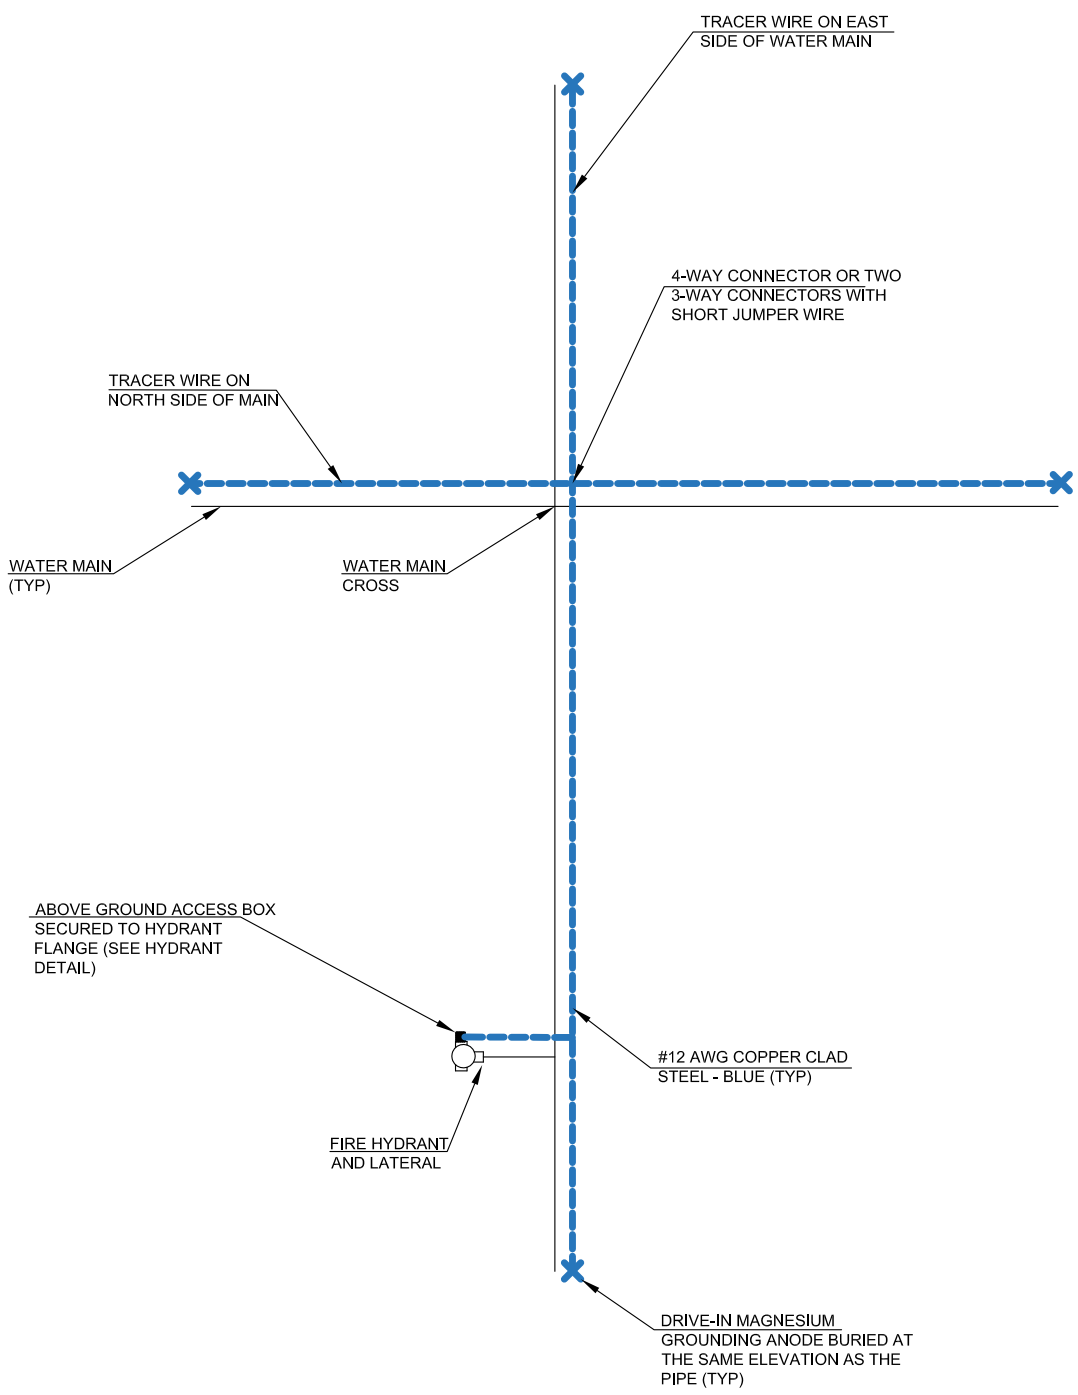 TRACER WIRE ON EAST
SIDE OF WATER MAIN
4-WAY CONNECTOR OR TWO
3-WAY CONNECTORS WITH
SHORT JUMPER WIRE
TRACER WIRE ON
NORTH SIDE OF MAIN
WATER MAIN
(TYP)
WATER MAIN
CROSS
ABOVE GROUND ACCESS BOX
SECURED TO HYDRANT
FLANGE (SEE HYDRANT
DETAIL)
#12 AWG COPPER CLAD
STEEL - BLUE (TYP)
FIRE HYDRANT
AND LATERAL
DRIVE-IN MAGNESIUM
GROUNDING ANODE BURIED AT
THE SAME ELEVATION AS THE
PIPE (TYP)